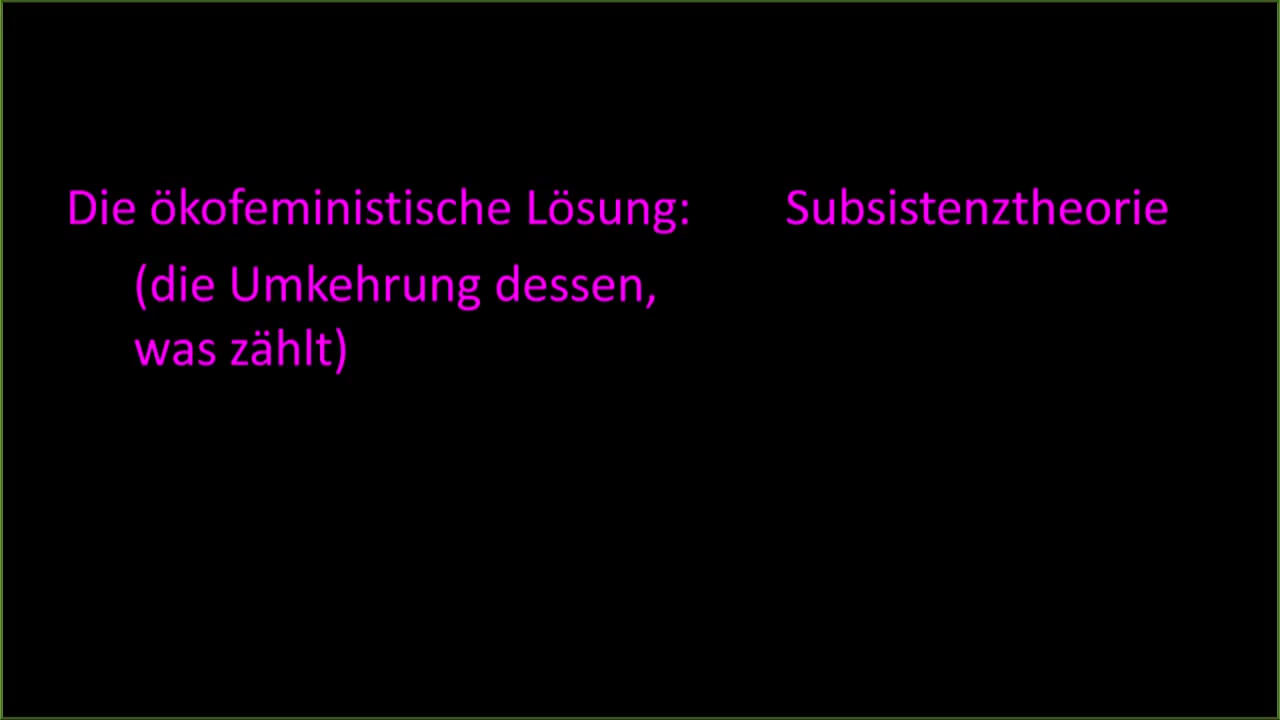 Die ökofeministische Lösung: Subsistenztheorie
(die Umkehrung dessen,
was zählt)